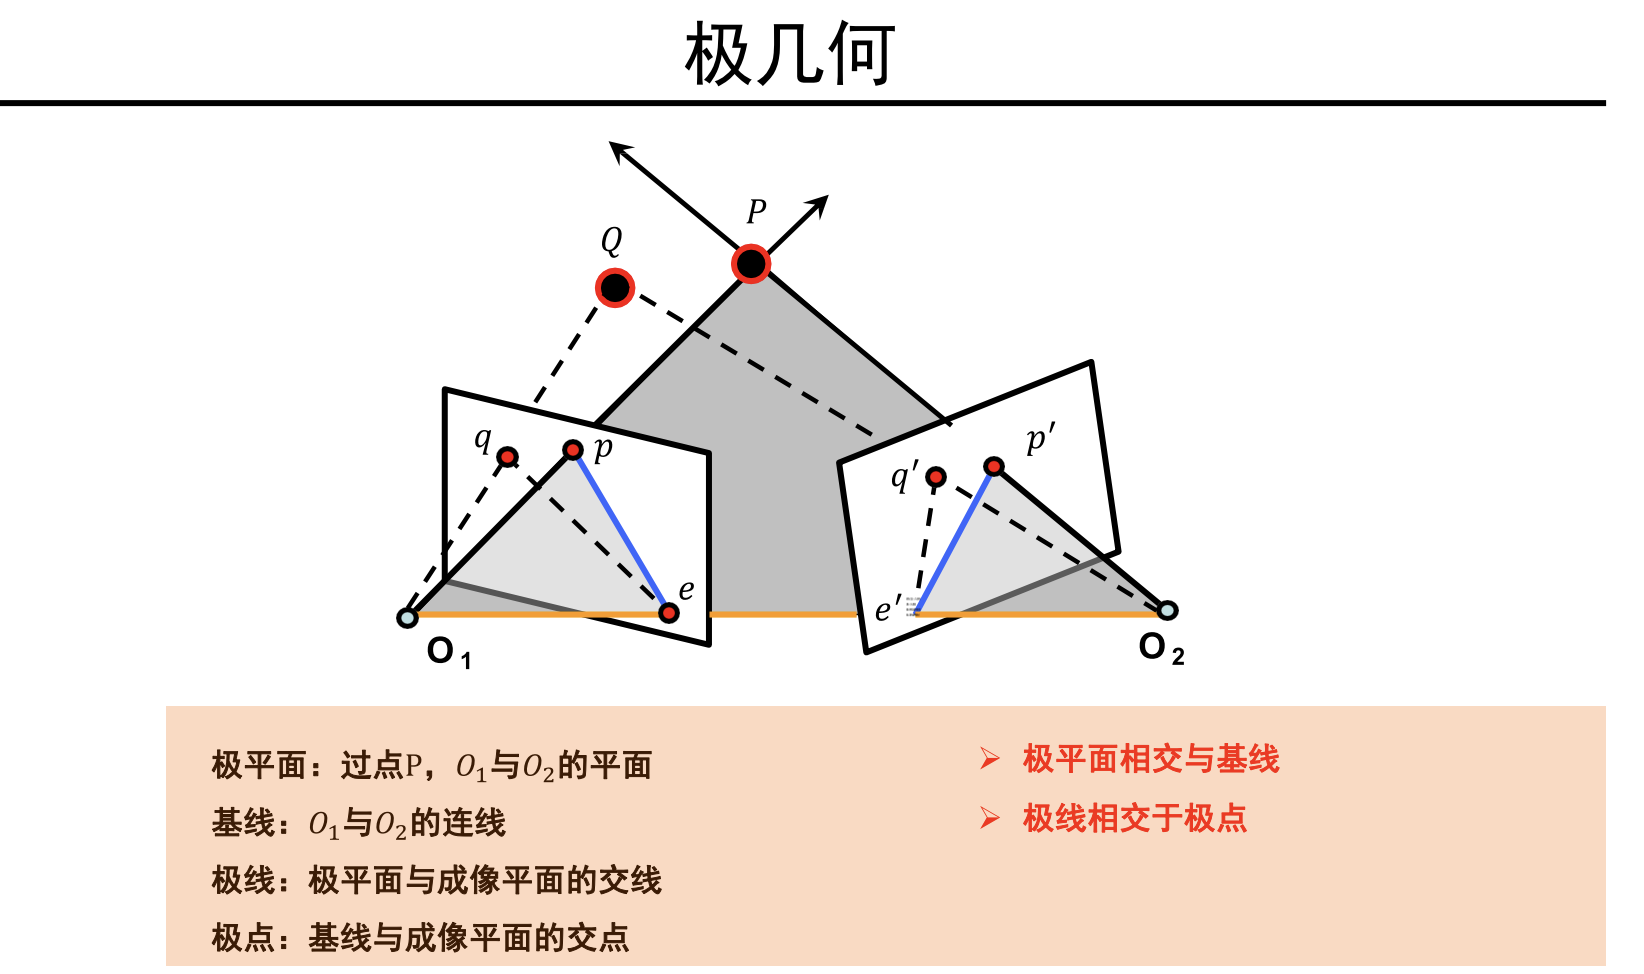 极几何
P
Q
q
p
p′
q′
e
e′
O 1
O 2
极平面：过点P，O1与O2的平面
基线：O1与O2的连线
极线：极平面与成像平面的交线
极点：基线与成像平面的交点
➢ 极平面相交与基线
➢ 极线相交于极点